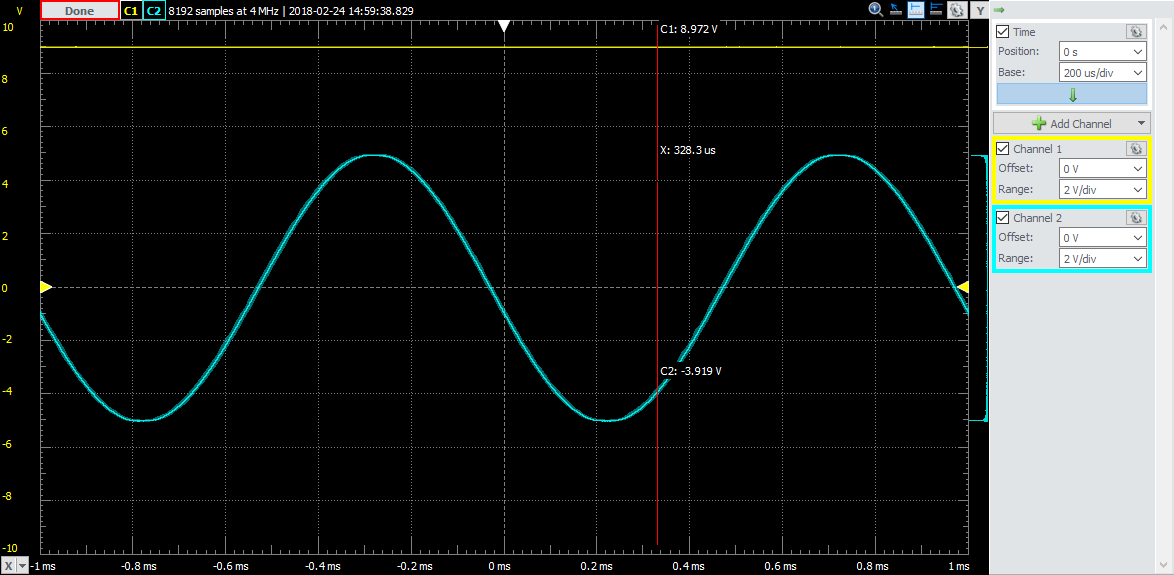 V Done C1 C2 8192 samples at 4 MHz | 2018-02-24 14:59:38.829 Y
10
8
6
4
2
0
-2
-4
-6
-8
-10
C1: 8.972 V
X: 328.3 us
C2: -3.919 V
X -1 ms -0.8 ms -0.6 ms -0.4 ms -0.2 ms 0 ms 0.2 ms 0.4 ms 0.6 ms 0.8 ms 1 ms
Time
Position: 0 s
Base: 200 us/div
Add Channel
Channel 1
Offset: 0 V
Range: 2 V/div
Channel 2
Offset: 0 V
Range: 2 V/div